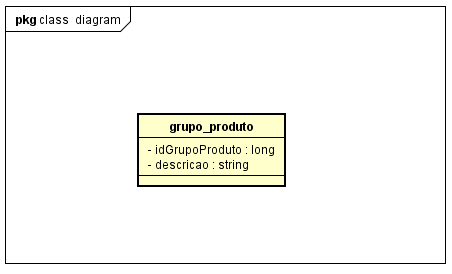 pkg class diagram
grupo_produto
- idGrupoProduto : long
- descricao : string